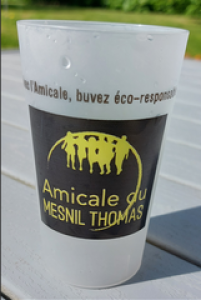 l'Amicale, buvez éco-responsa
Amicale du
MESNIL THOMAS